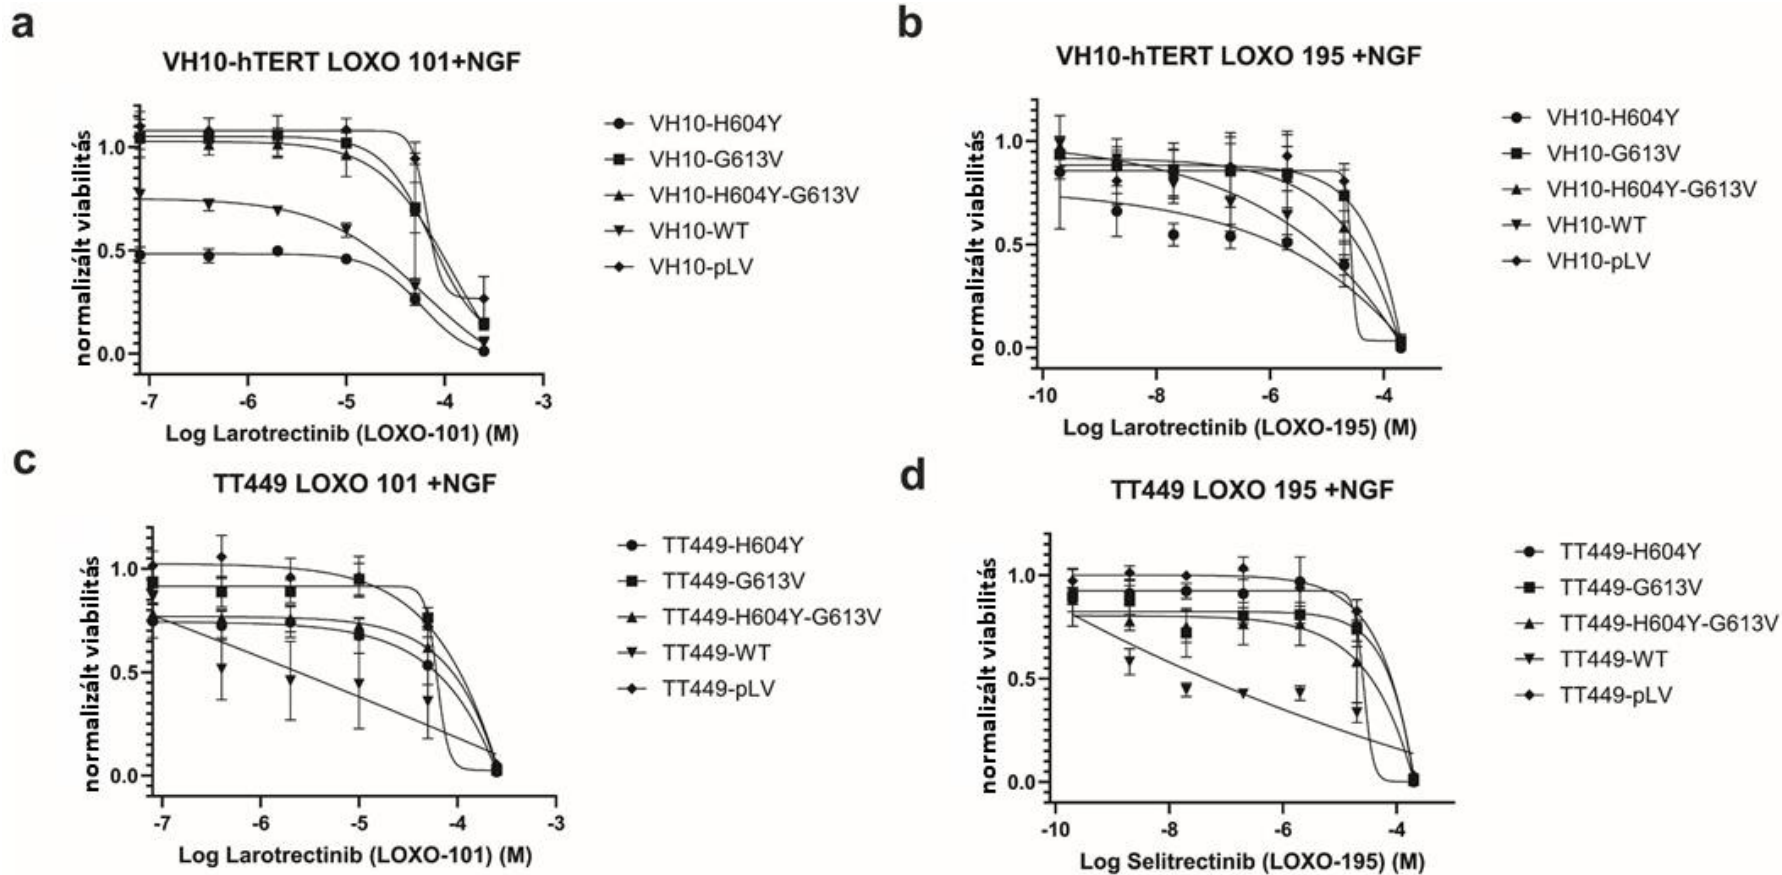 a
VH10-hTERT LOXO 101+NGF
normalizált viabilitás
1.0
0.5
0.0
-7 -6 -5 -4 -3
Log Larotrectinib (LOXO-101) (M)
VH10-H604Y
VH10-G613V
VH10-H604Y-G613V
VH10-WT
VH10-pLV
b
VH10-hTERT LOXO 195 +NGF
normalizált viabilitás
1.0
0.5
0.0
-10 -8 -6 -4
Log Larotrectinib (LOXO-195) (M)
VH10-H604Y
VH10-G613V
VH10-H604Y-G613V
VH10-WT
VH10-pLV
c
TT449 LOXO 101 +NGF
normalizált viabilitás
1.0
0.5
0.0
-7 -6 -5 -4 -3
Log Larotrectinib (LOXO-101) (M)
TT449-H604Y
TT449-G613V
TT449-H604Y-G613V
TT449-WT
TT449-pLV
d
TT449 LOXO 195 +NGF
normalizált viabilitás
1.0
0.5
0.0
-10 -8 -6 -4
Log Selitrectinib (LOXO-195) (M)
TT449-H604Y
TT449-G613V
TT449-H604Y-G613V
TT449-WT
TT449-pLV